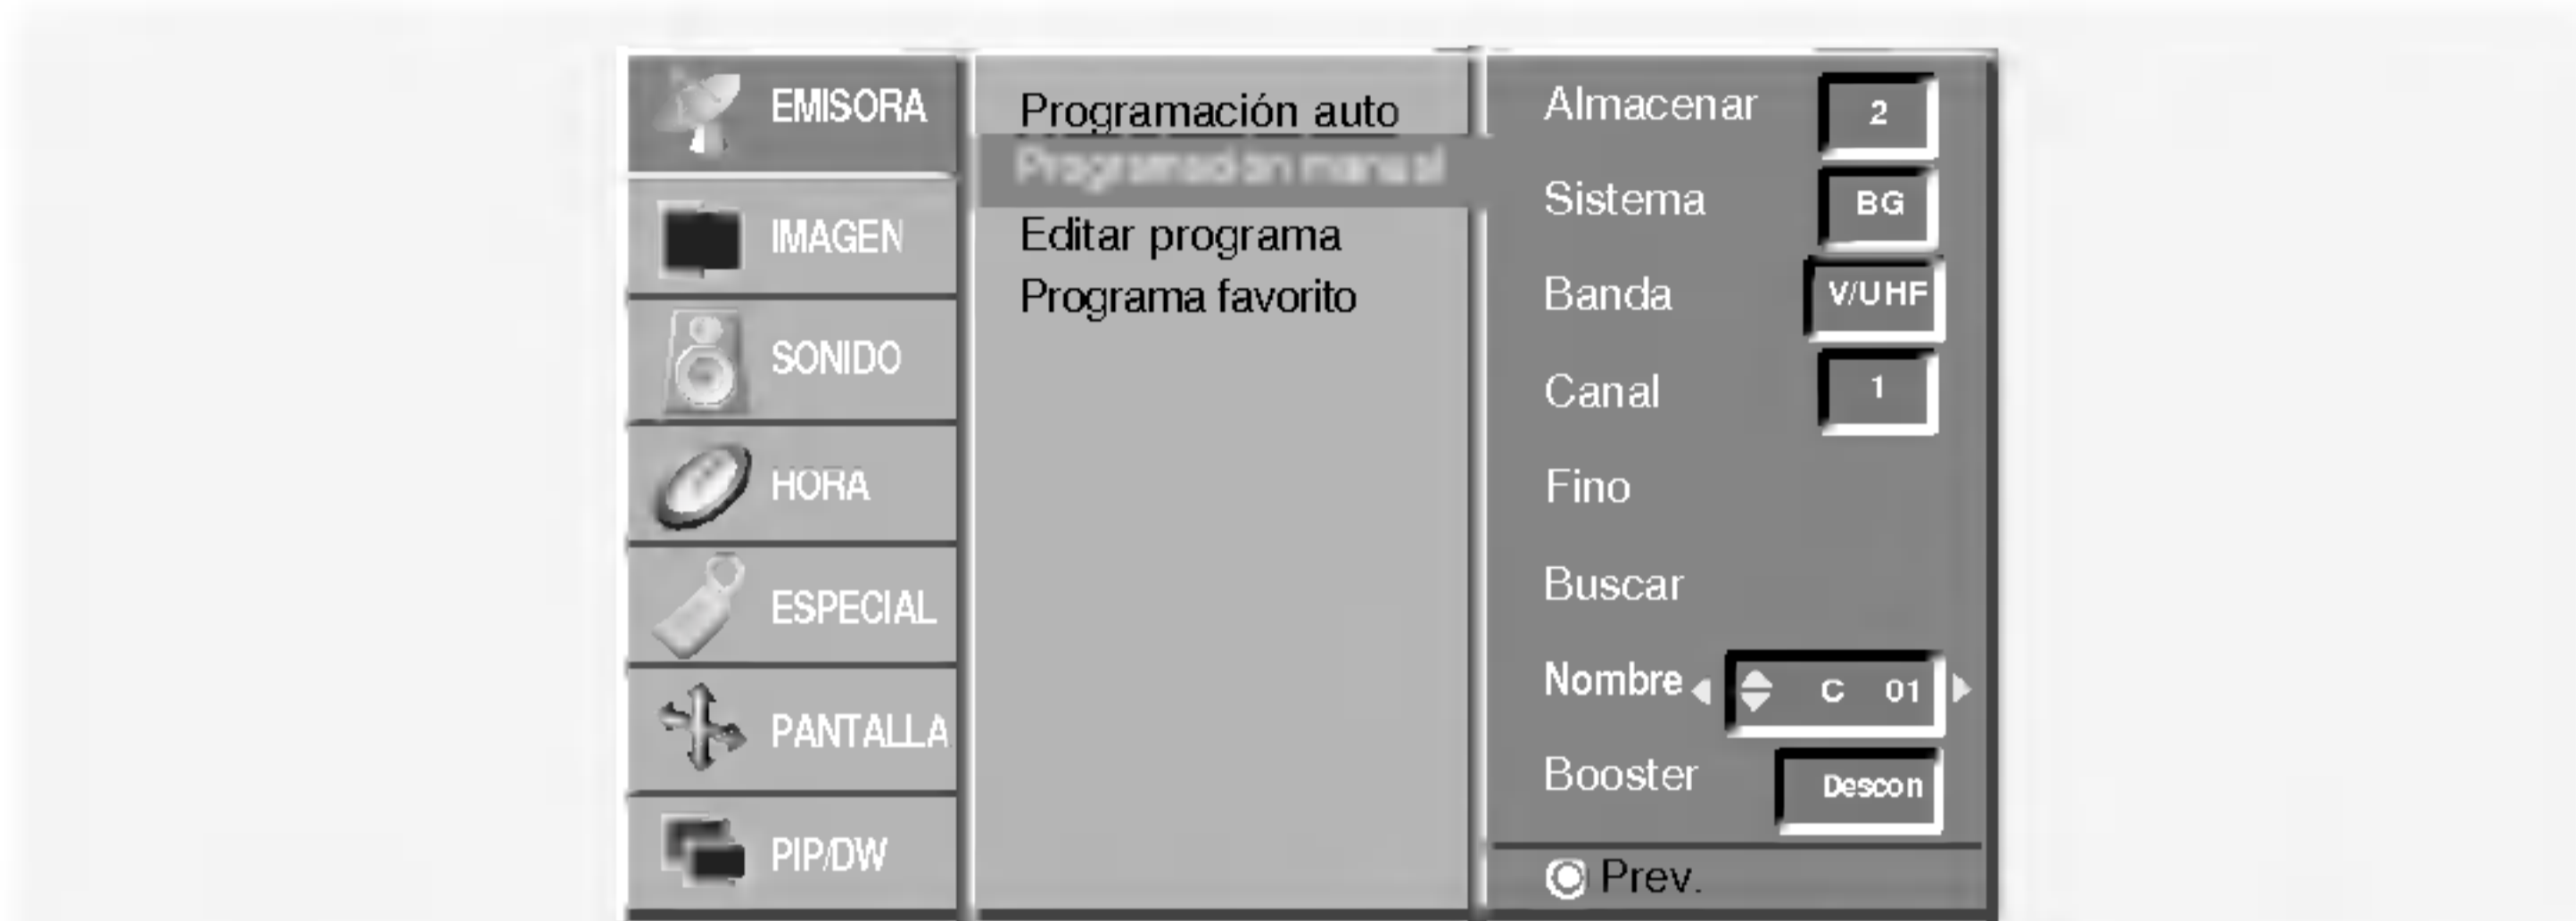 EMISORA
IMAGEN
SONIDO
HORA
ESPECIAL
PANTALLA
PIP/DW
Programación auto
Programación manual
Editar programa
Programa favorito
Almacenar 2
Sistema BG
Banda V/UHF
Canal 1
Fino
Buscar
Nombre C 01
Booster Descon
Prev.